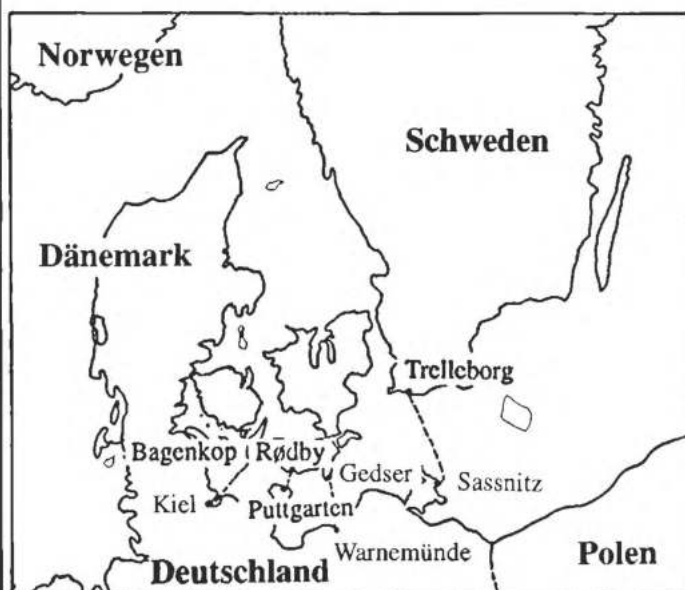 Norwegen
Schweden
Dänemark
Trelleborg
Bagenkop Rødby
Gedser
Sassnitz
Kiel
Puttgarten
Warnemünde
Polen
Deutschland